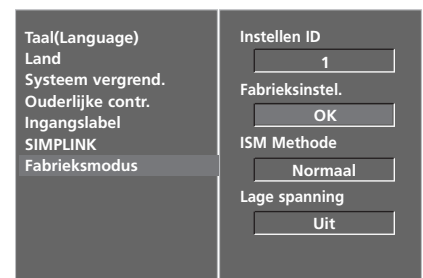 Taal(Language)
Land
Systeem vergrend.
Ouderlijke contr.
Ingangslabel
SIMPLINK
Fabrieksmodus
Instellen ID
1
Fabrieksinstel.
OK
ISM Methode
Normaal
Lage spanning
Uit